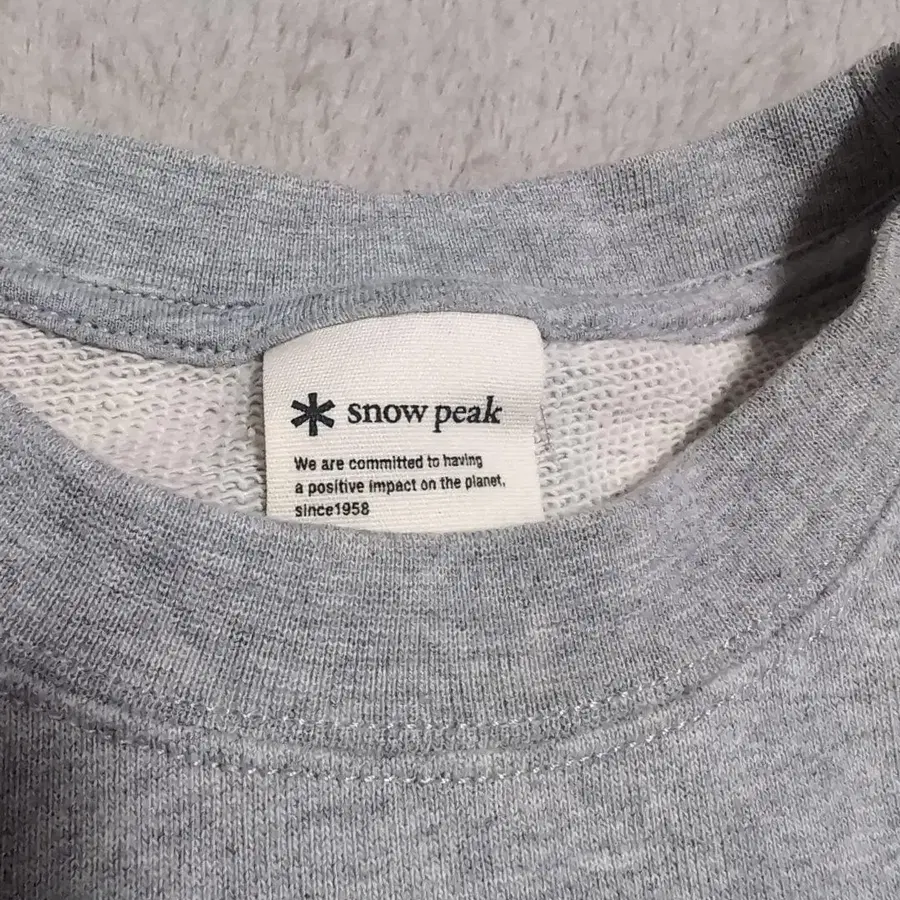 snow peak
We are committed to having
a positive impact on the planet,
since1958